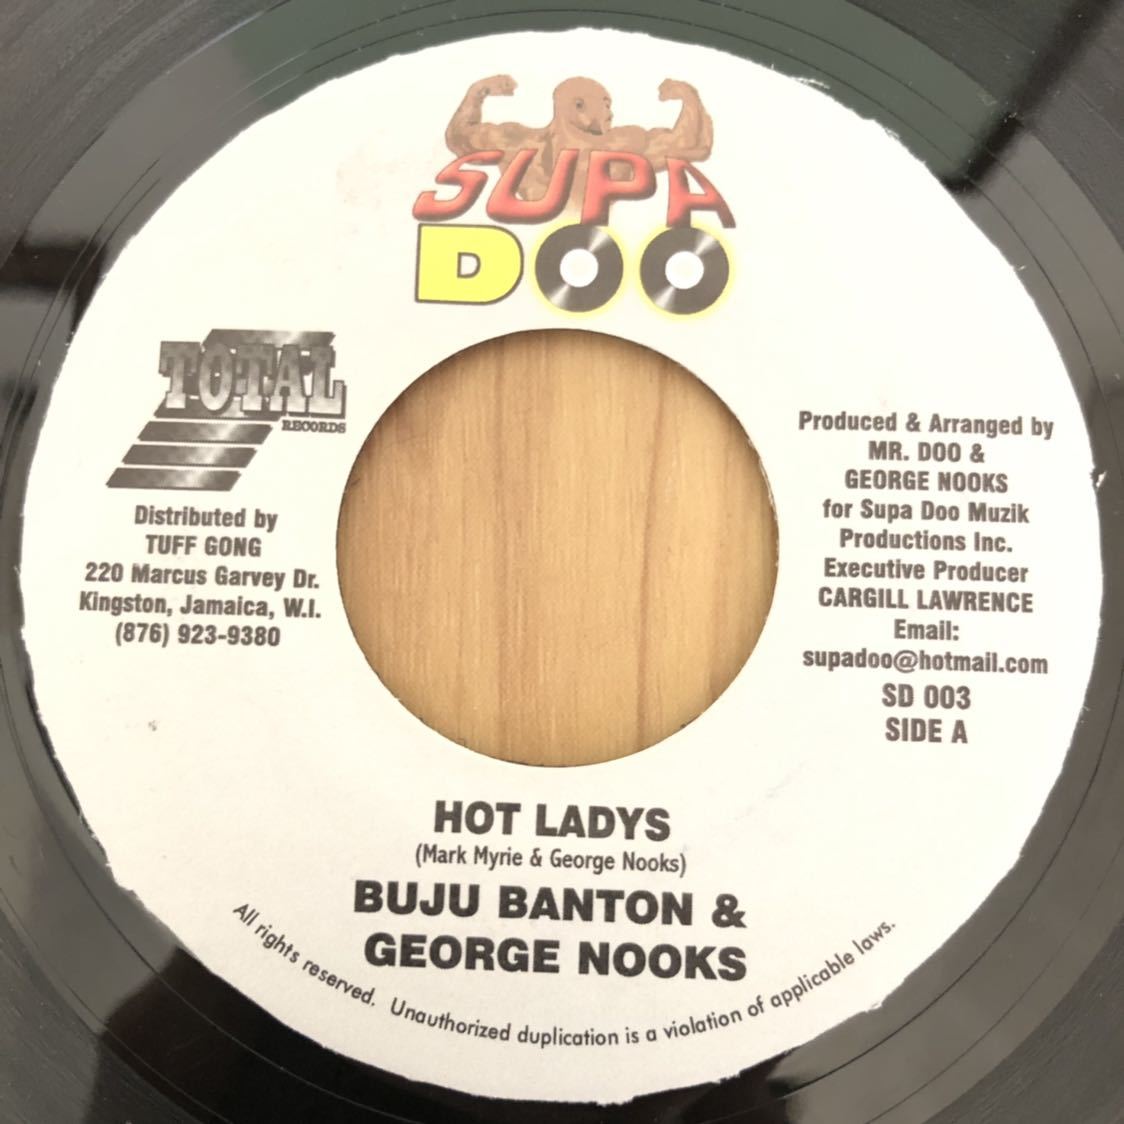 SUPA
DOO
TOTAL
RECORDS
Distributed by
TUFF GONG
220 Marcus Garvey Dr.
Kingston, Jamaica, W.I.
(876) 923-9380
Produced & Arranged by
MR. DOO &
GEORGE NOOKS
for Supa Doo Muzik
Productions Inc.
Executive Producer
CARGILL LAWRENCE
Email:
supadoo@hotmail.com
SD 003
SIDE A
HOT LADYS
(Mark Myrie & George Nooks)
BUJU BANTON &
GEORGE NOOKS
All rights reserved. Unauthorized duplication is a violation of applicable laws.